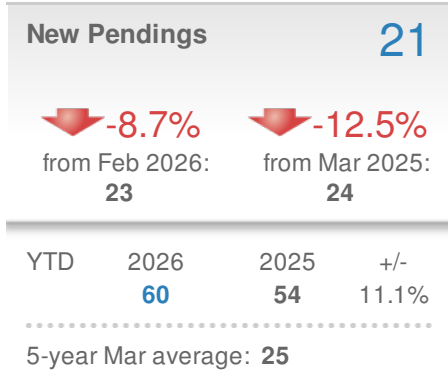 New Pendings 21
-8.7% -12.5%
from Feb 2026: from Mar 2025:
23 24
YTD 2026 2025 +/-
60 54 11.1%
5-year Mar average: 25